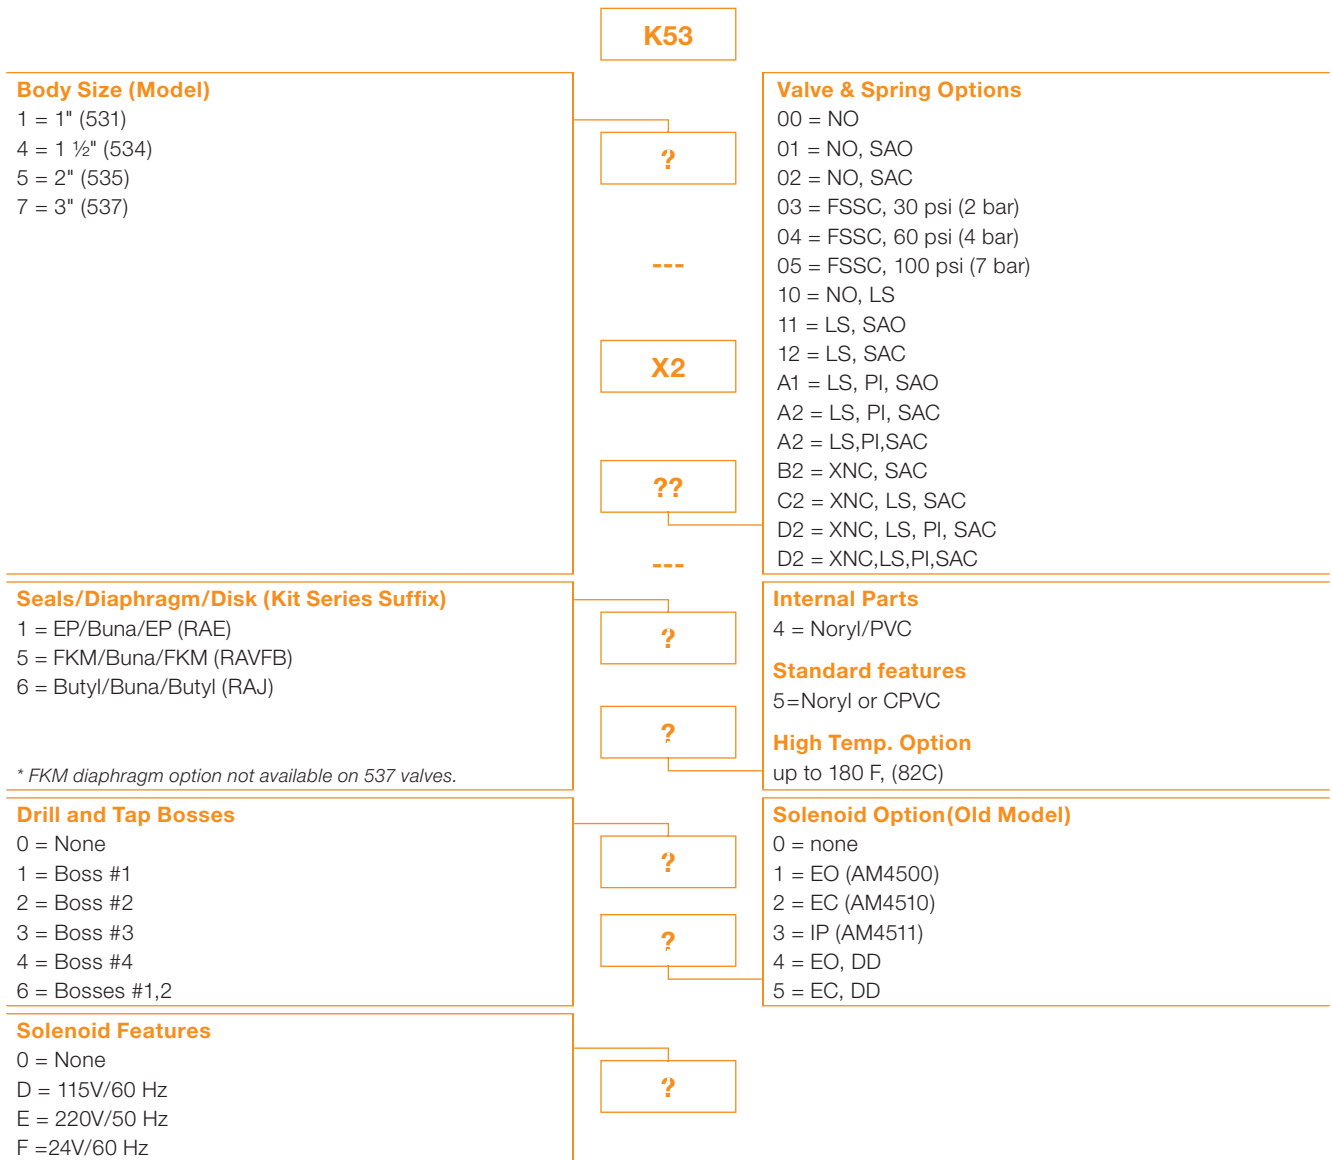 K53
Body Size (Model)
1 = 1" (531)
4 = 1 ½" (534)
5 = 2" (535)
7 = 3" (537)
?
---
X2
??
---
Valve & Spring Options
00 = NO
01 = NO, SAO
02 = NO, SAC
03 = FSSC, 30 psi (2 bar)
04 = FSSC, 60 psi (4 bar)
05 = FSSC, 100 psi (7 bar)
10 = NO, LS
11 = LS, SAO
12 = LS, SAC
A1 = LS, PI, SAO
A2 = LS, PI, SAC
A2 = LS,PI,SAC
B2 = XNC, SAC
C2 = XNC, LS, SAC
D2 = XNC, LS, PI, SAC
D2 = XNC,LS,PI,SAC
Seals/Diaphragm/Disk (Kit Series Suffix)
1 = EP/Buna/EP (RAE)
5 = FKM/Buna/FKM (RAVFB)
6 = Butyl/Buna/Butyl (RAJ)
* FKM diaphragm option not available on 537 valves.
?
?
Internal Parts
4 = Noryl/PVC
Standard features
5=Noryl or CPVC
High Temp. Option
up to 180 F, (82C)
Drill and Tap Bosses
0 = None
1 = Boss #1
2 = Boss #2
3 = Boss #3
4 = Boss #4
6 = Bosses #1,2
?
?
Solenoid Option(Old Model)
0 = none
1 = EO (AM4500)
2 = EC (AM4510)
3 = IP (AM4511)
4 = EO, DD
5 = EC, DD
Solenoid Features
0 = None
D = 115V/60 Hz
E = 220V/50 Hz
F =24V/60 Hz
?